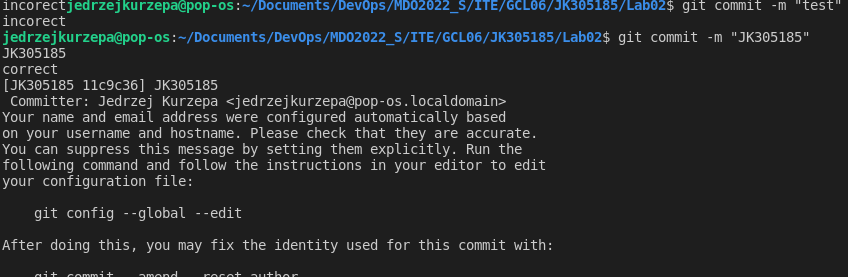 incorectjedrzejkurzepa@pop-os:~/Documents/DevOps/MDO2022_S/ITE/GCL06/JK305185/Lab02$ git commit -m "test"
incorect
jedrzejkurzepa@pop-os:~/Documents/DevOps/MDO2022_S/ITE/GCL06/JK305185/Lab02$ git commit -m "JK305185"
JK305185
correct
[JK305185 11c9c36] JK305185
 Committer: Jedrzej Kurzepa <jedrzejkurzepa@pop-os.localdomain>
Your name and email address were configured automatically based
on your username and hostname. Please check that they are accurate.
You can suppress this message by setting them explicitly. Run the
following command and follow the instructions in your editor to edit
your configuration file:
    git config --global --edit
After doing this, you may fix the identity used for this commit with:
    git commit --amend --reset-author